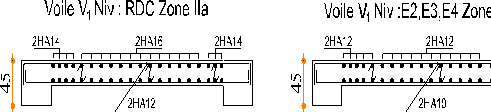 Voile V1 Niv : RDC Zone IIa
Voile V1 Niv :E2,E3,E4 Zone
2HA14 2HA16 2HA14
2HA12 2HA12
45
45
2HA12
2HA10